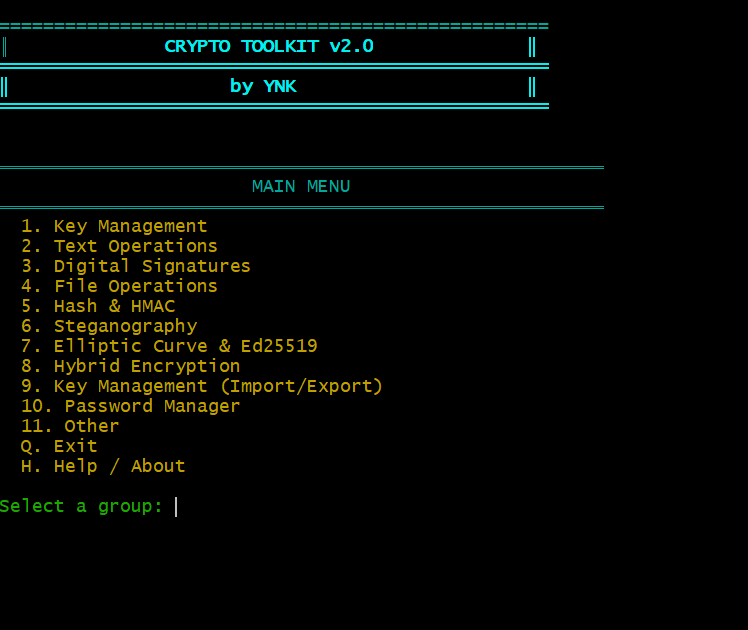 CRYPTO TOOLKIT v2.0
by YNK
MAIN MENU
1. Key Management
2. Text Operations
3. Digital Signatures
4. File Operations
5. Hash & HMAC
6. Steganography
7. Elliptic Curve & Ed25519
8. Hybrid Encryption
9. Key Management (Import/Export)
10. Password Manager
11. Other
Q. Exit
H. Help / About
Select a group: